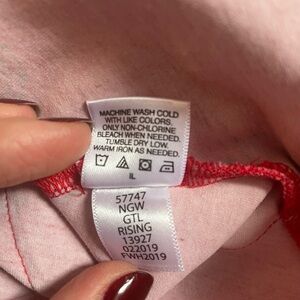 MACHINE WASH COLD
WITH LIKE COLORS.
ONLY NON-CHLORINE
BLEACH WHEN NEEDED.
TUMBLE DRY LOW.
WARM IRON AS NEEDED.
IL
57747
NGW
GTL
RISING
13927
022019
FWH2019